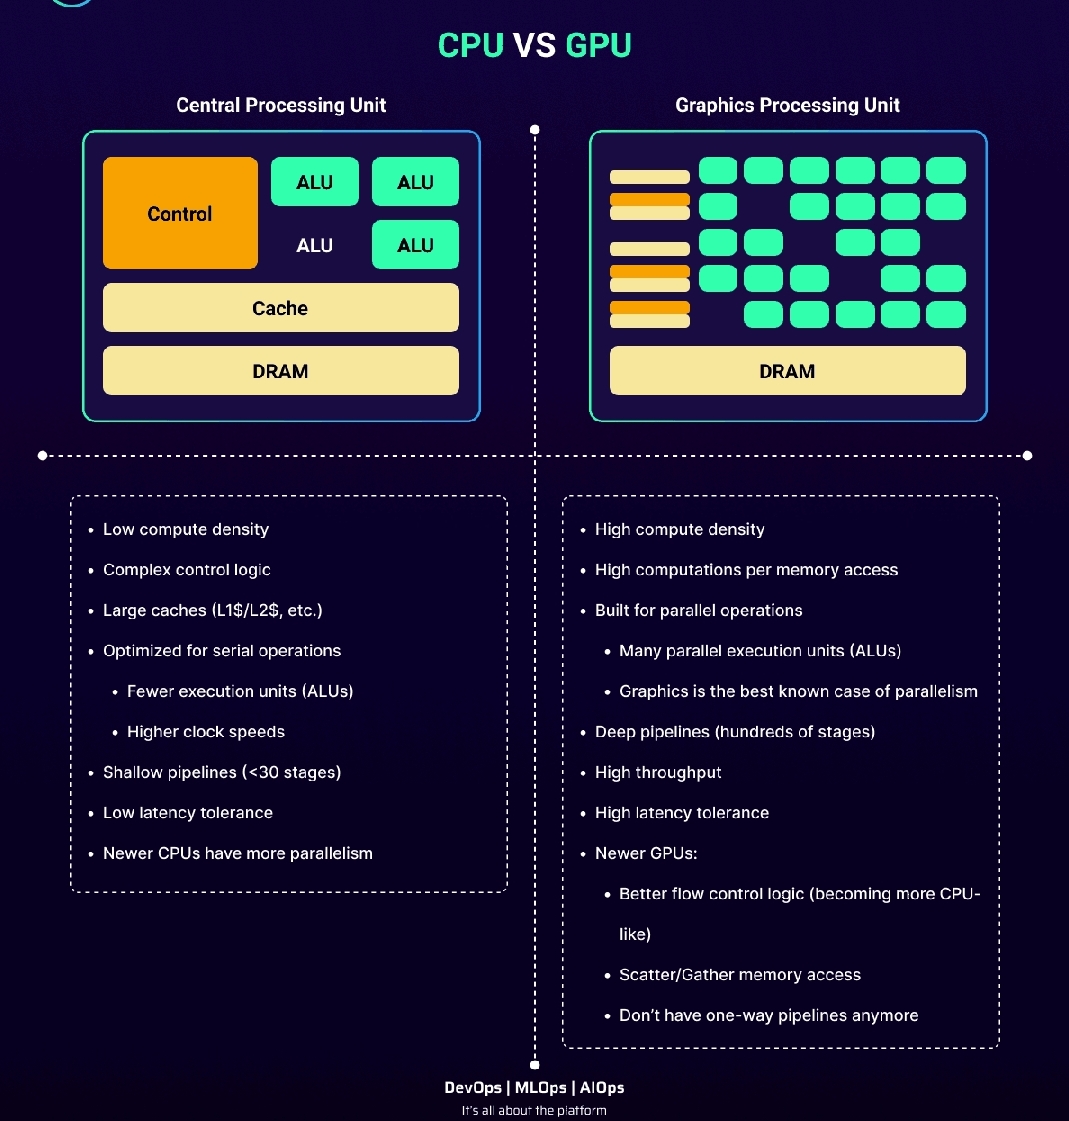 CPU VS GPU
Central Processing Unit
Control
ALU
ALU
ALU
ALU
Cache
DRAM
Graphics Processing Unit
DRAM
• Low compute density
• Complex control logic
• Large caches (L1$/L2$, etc.)
• Optimized for serial operations
• Fewer execution units (ALUs)
• Higher clock speeds
• Shallow pipelines (<30 stages)
• Low latency tolerance
• Newer CPUs have more parallelism
• High compute density
• High computations per memory access
• Built for parallel operations
• Many parallel execution units (ALUs)
• Graphics is the best known case of parallelism
• Deep pipelines (hundreds of stages)
• High throughput
• High latency tolerance
• Newer GPUs:
• Better flow control logic (becoming more CPU-
like)
• Scatter/Gather memory access
• Don’t have one-way pipelines anymore
DevOps | MLOps | AIOps
It’s all about the platform